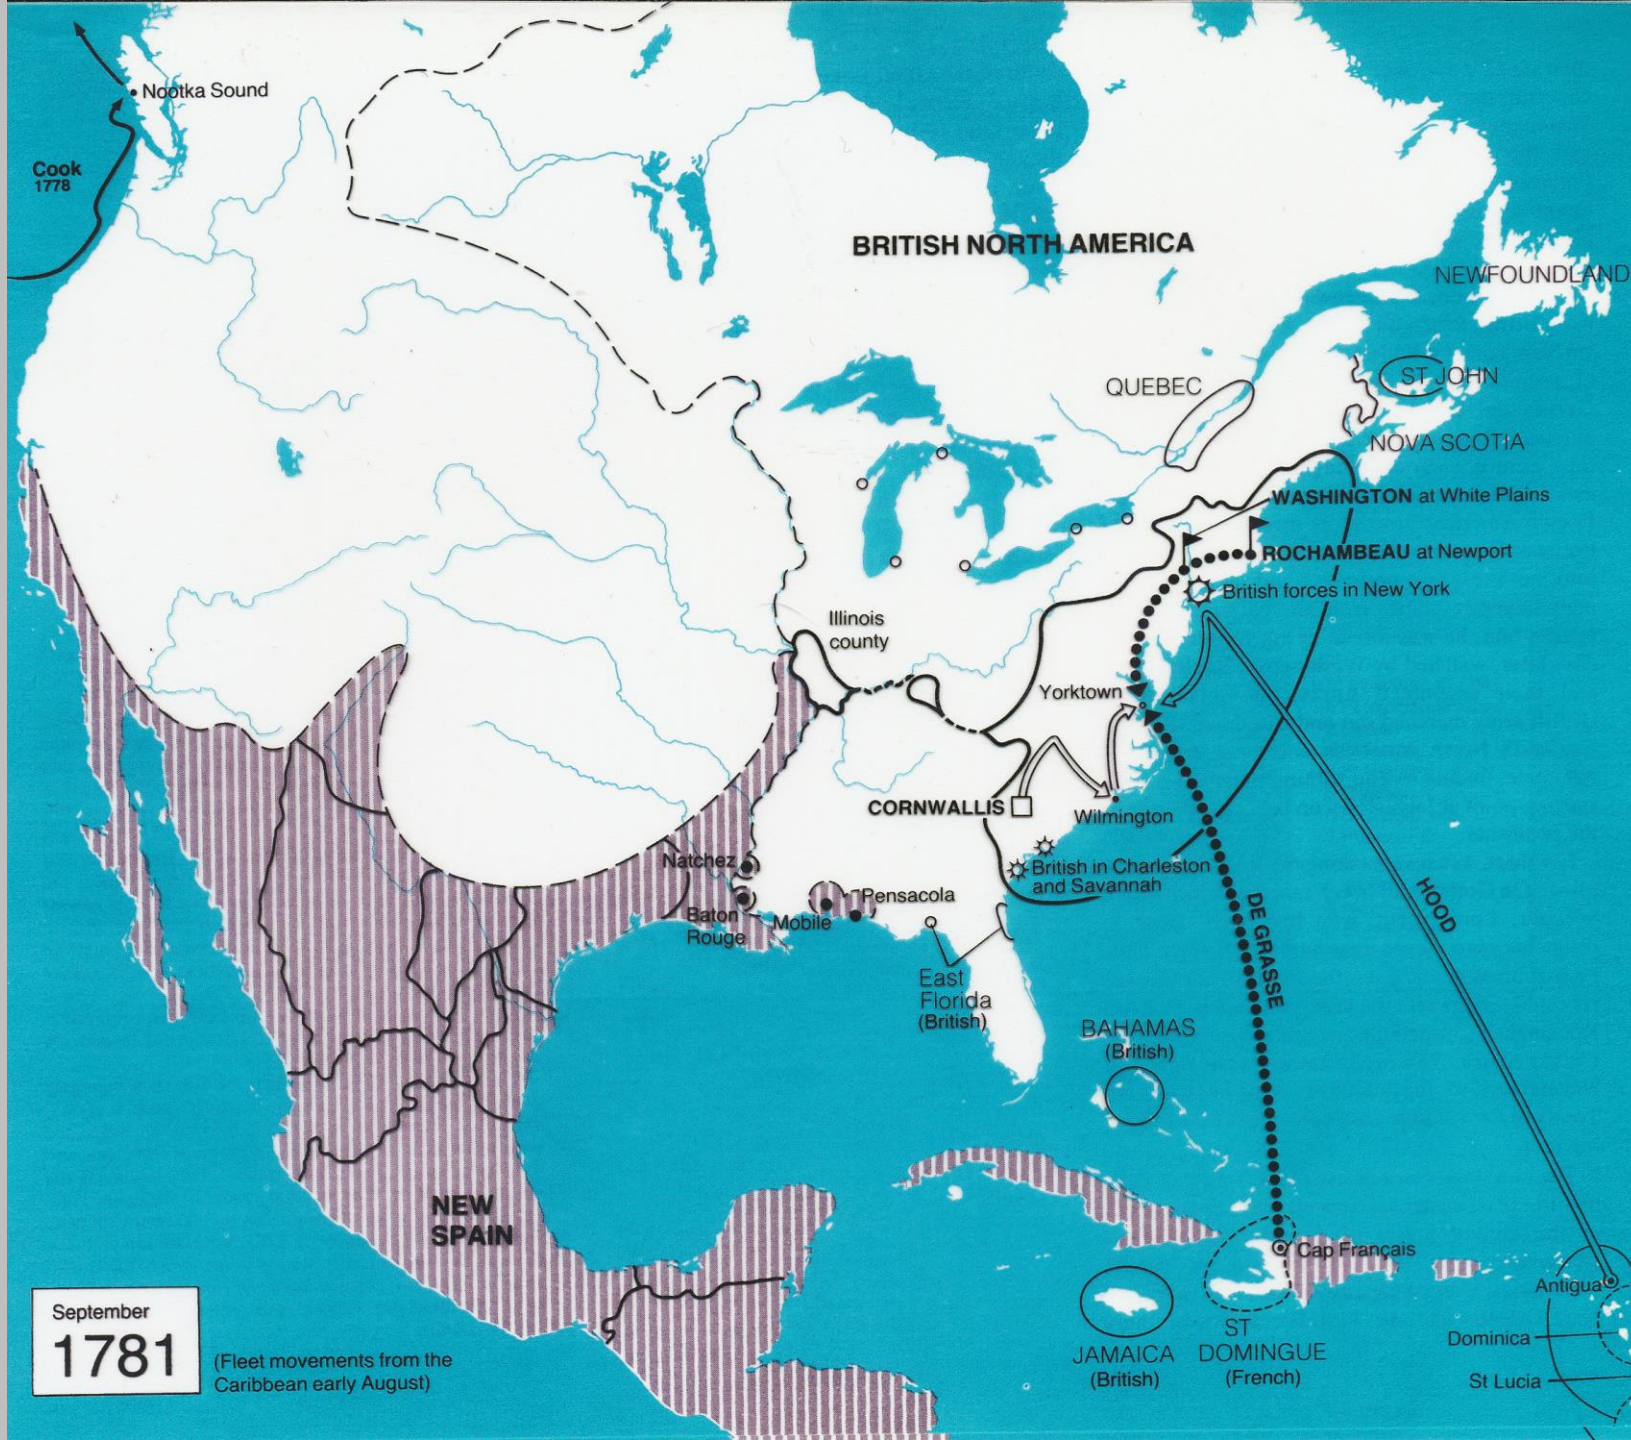 Nootka Sound
Cook
1778
BRITISH NORTH AMERICA
NEWFOUNDLAND
QUEBEC
ST JOHN
NOVA SCOTIA
WASHINGTON at White Plains
ROCHAMBEAU at Newport
British forces in New York
Illinois
county
Yorktown
CORNWALLIS
Wilmington
British in Charleston
and Savannah
Natchez
Baton
Rouge
Mobile
Pensacola
East
Florida
(British)
DE GRASSE
HOOD
BAHAMAS
(British)
NEW
SPAIN
Cap Français
Antigua
ST
DOMINGUE
(French)
JAMAICA
(British)
Dominica
St Lucia
September
1781
(Fleet movements from the
Caribbean early August)